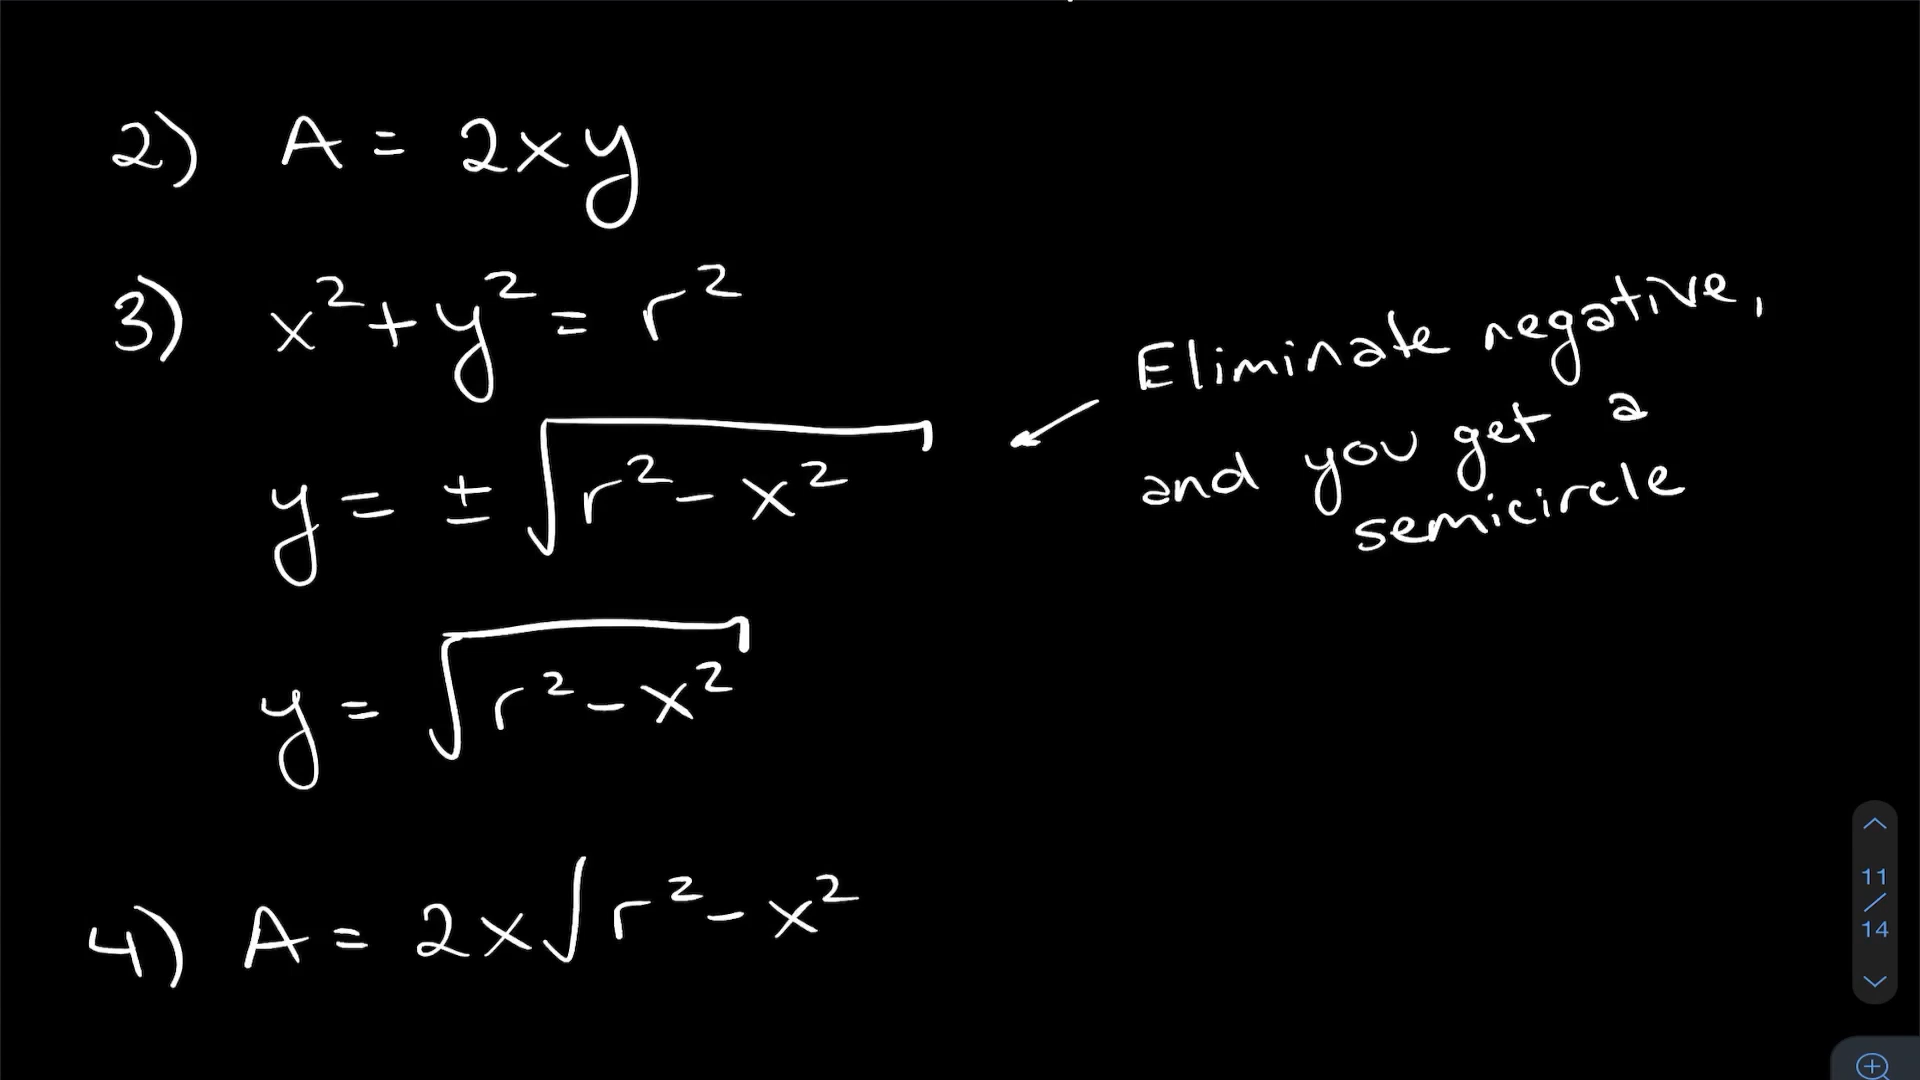 2) A = 2xy
3) x² + y² = r²
y = ± √r² - x²
Eliminate negative,
and you get a
semicircle
y = √r² - x²
4) A = 2x√r² - x²
11
/
14